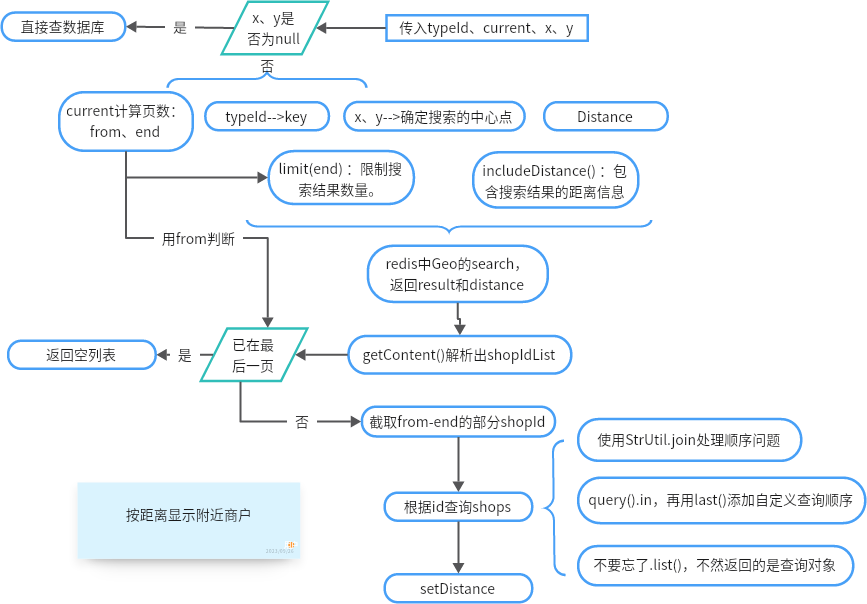 直接查数据库
是
x、y是
否为null
传入typeId、current、x、y
否
current计算页数：
from、end
typeId-->key
x、y-->确定搜索的中心点
Distance
limit(end) ：限制搜
索结果数量。
includeDistance() ：包
含搜索结果的距离信息
用from判断
redis中Geo的search，
返回result和distance
返回空列表
是
已在最
后一页
getContent()解析出shopIdList
否
截取from-end的部分shopId
使用StrUtil.join处理顺序问题
根据id查询shops
query().in，再用last()添加自定义查询顺序
不要忘了.list()，不然返回的是查询对象
setDistance
按距离显示附近商户